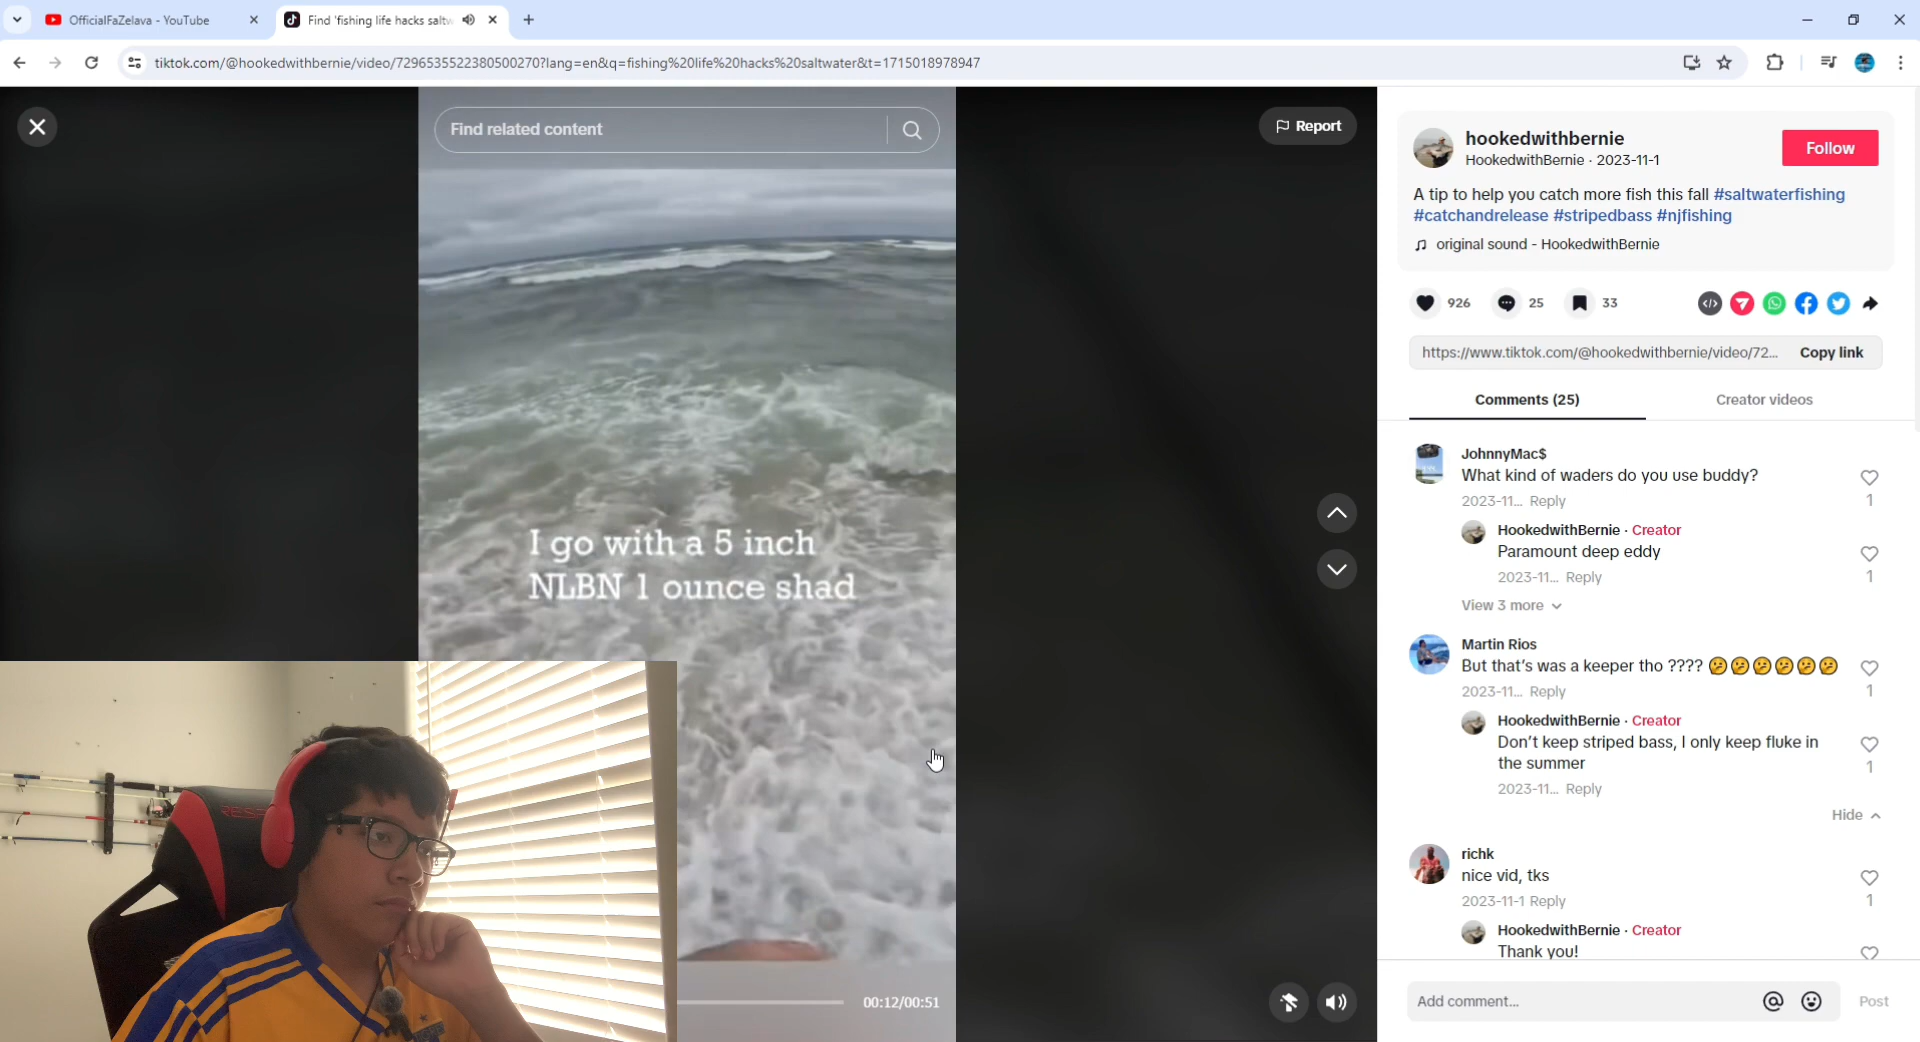 OfficialFaZelava - YouTube
Find 'fishing life hacks saltw
tiktok.com/@hookedwithbernie/video/7296535522380500270?lang=en&q=fishing%20life%20hacks%20saltwater&t=1715018978947
Find related content
Report
I go with a 5 inch
NLBN 1 ounce shad
00:12/00:51
hookedwithbernie
HookedwithBernie · 2023-11-1
Follow
A tip to help you catch more fish this fall #saltwaterfishing
#catchandrelease #stripedbass #njfishing
original sound - HookedwithBernie
926
25
33
https://www.tiktok.com/@hookedwithbernie/video/72...
Copy link
Comments (25)
Creator videos
JohnnyMac$
What kind of waders do you use buddy?
2023-11... Reply
1
HookedwithBernie · Creator
Paramount deep eddy
2023-11... Reply
1
View 3 more
Martin Rios
But that's was a keeper tho ???? 🫤🫤🫤🫤🫤🫤
2023-11... Reply
1
HookedwithBernie · Creator
Don't keep striped bass, I only keep fluke in
the summer
1
2023-11... Reply
Hide
richk
nice vid, tks
2023-11-1 Reply
1
HookedwithBernie · Creator
Thank you!
Add comment...
Post